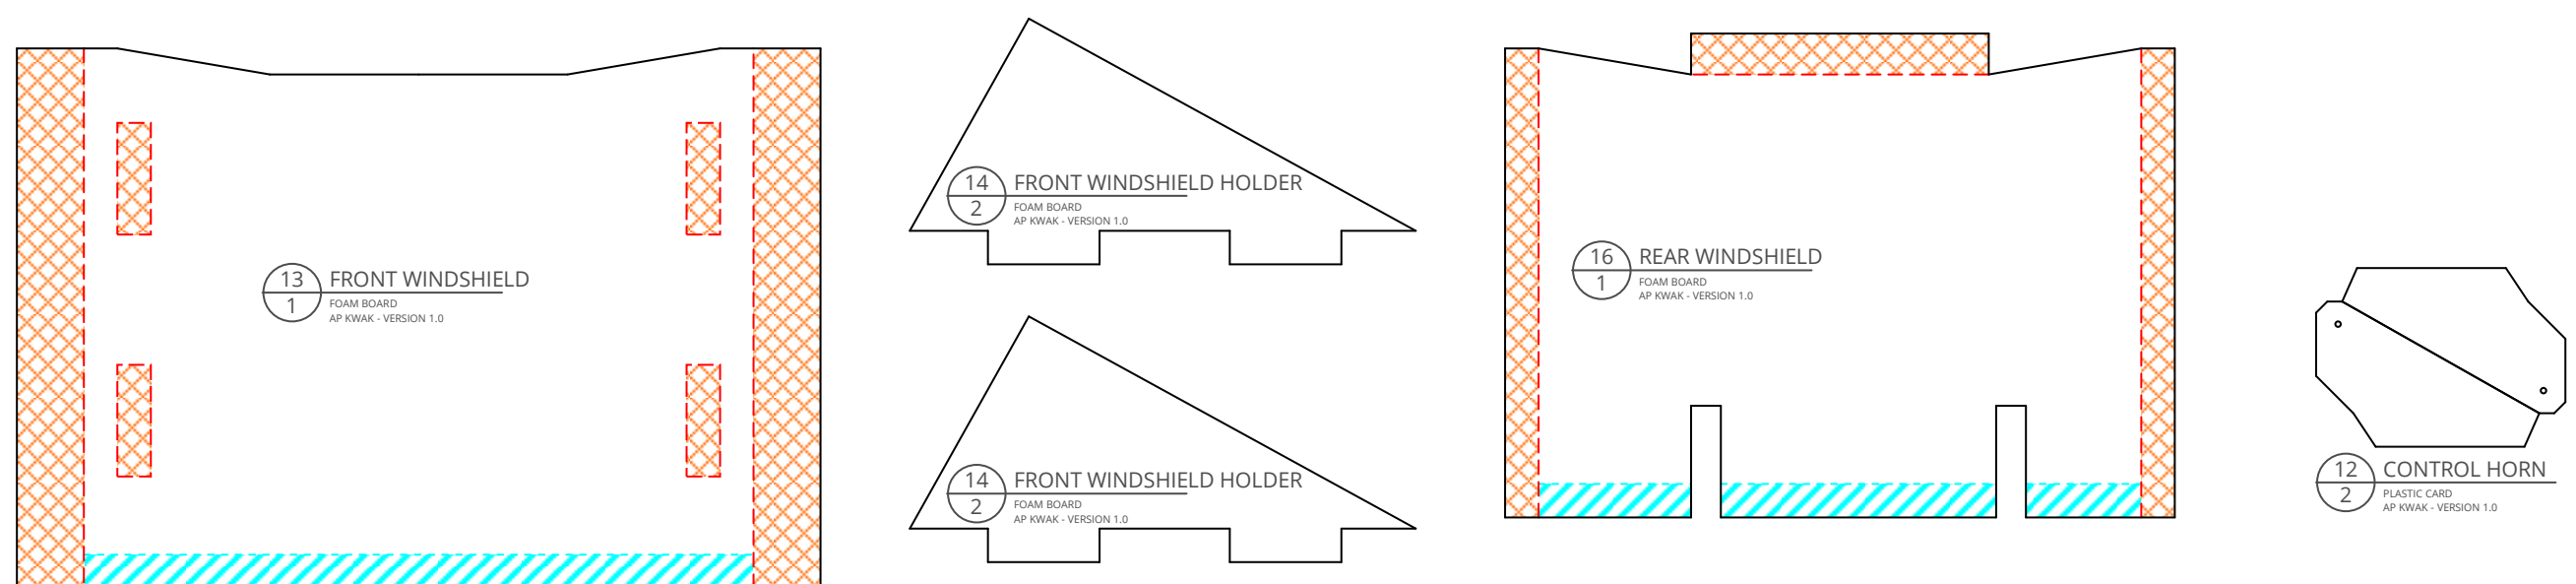 13
1
FRONT WINDSHIELD
FOAM BOARD
AP KWAK - VERSION 1.0
14
2
FRONT WINDSHIELD HOLDER
FOAM BOARD
AP KWAK - VERSION 1.0
14
2
FRONT WINDSHIELD HOLDER
FOAM BOARD
AP KWAK - VERSION 1.0
16
1
REAR WINDSHIELD
FOAM BOARD
AP KWAK - VERSION 1.0
12
2
CONTROL HORN
PLASTIC CARD
AP KWAK - VERSION 1.0